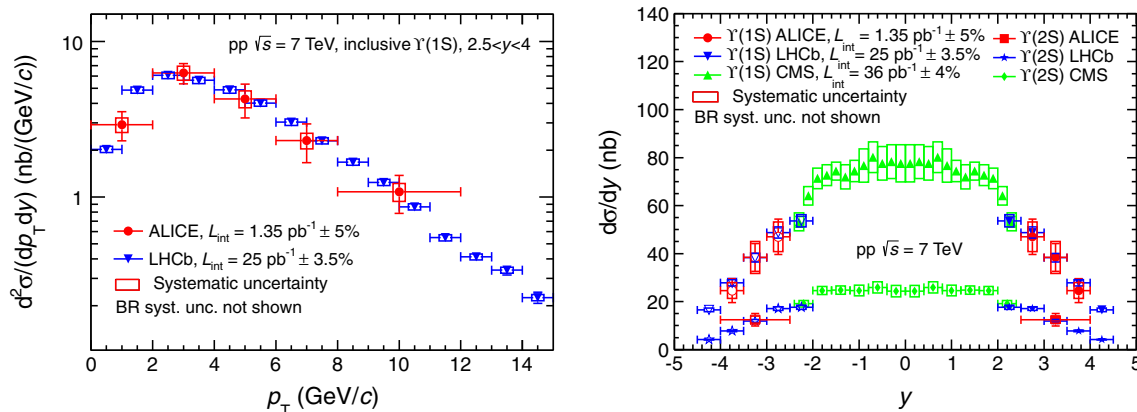 d²σ/(dp_T dy) (nb/(GeV/c))
10
1
pp √s = 7 TeV, inclusive ϒ(1S), 2.5<y<4
ALICE, L_int = 1.35 pb⁻¹ ± 5%
LHCb, L_int = 25 pb⁻¹ ± 3.5%
Systematic uncertainty
BR syst. unc. not shown
0 2 4 6 8 10 12 14
p_T (GeV/c)
dσ/dy (nb)
140
120
100
80
60
40
20
0
ϒ(1S) ALICE, L_int = 1.35 pb⁻¹ ± 5%
ϒ(1S) LHCb, L_int = 25 pb⁻¹ ± 3.5%
ϒ(1S) CMS, L_int = 36 pb⁻¹ ± 4%
Systematic uncertainty
BR syst. unc. not shown
ϒ(2S) ALICE
ϒ(2S) LHCb
ϒ(2S) CMS
pp √s = 7 TeV
-5 -4 -3 -2 -1 0 1 2 3 4 5
y